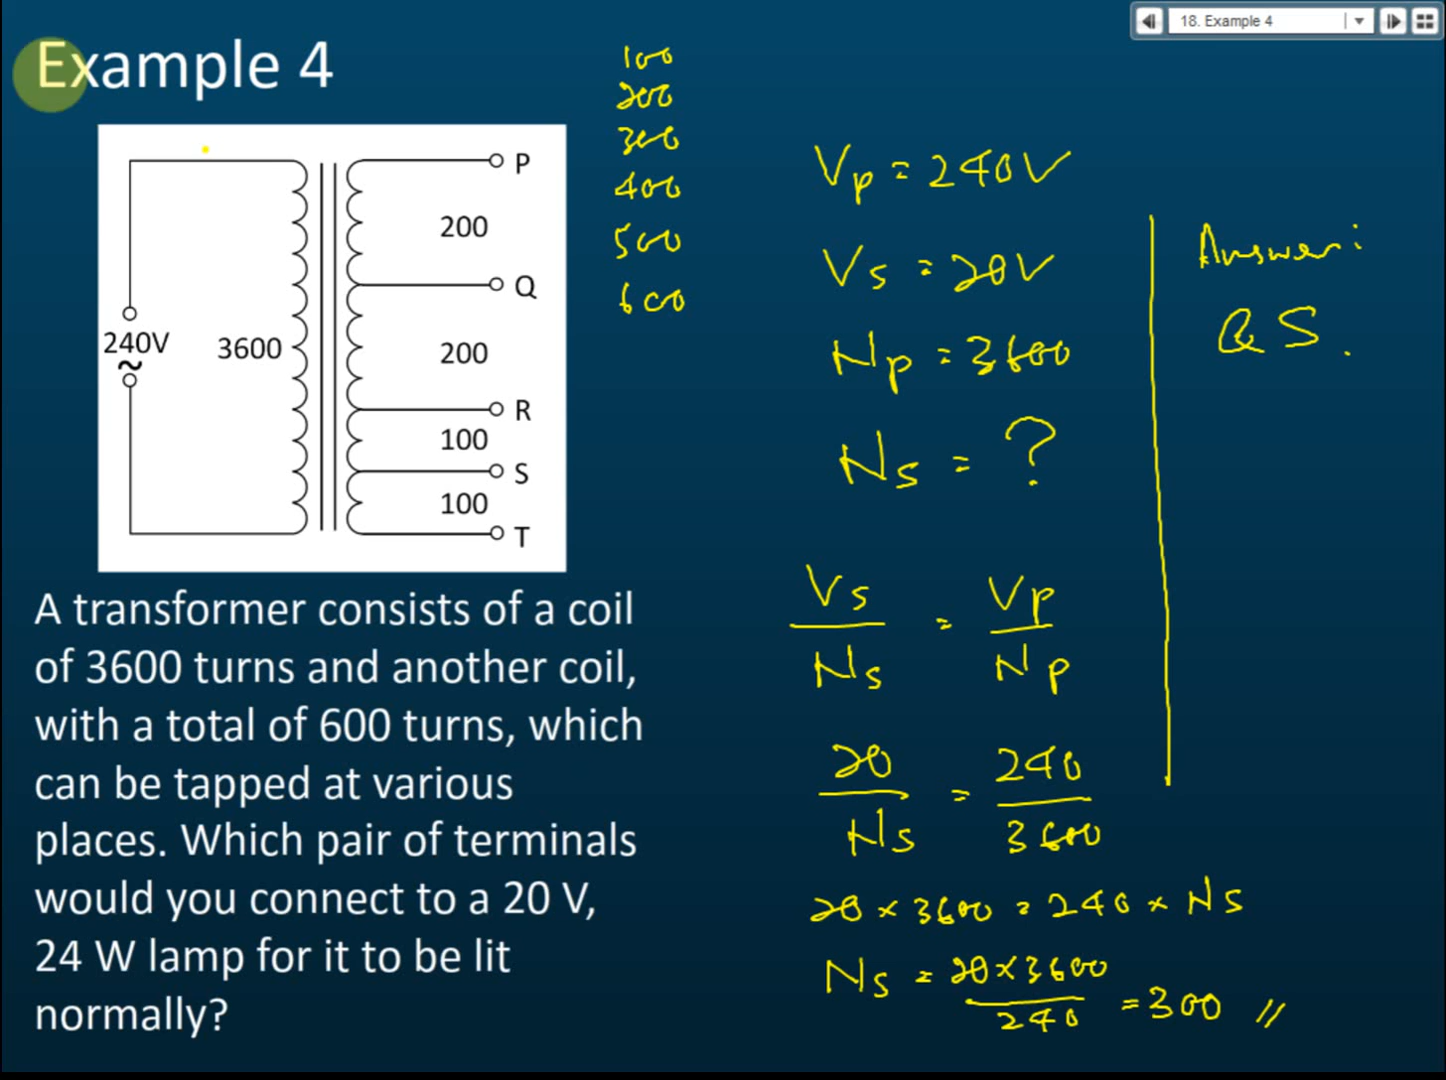 18. Example 4
Example 4
240V
~
3600
P
200
Q
200
R
100
S
100
T
A transformer consists of a coil
of 3600 turns and another coil,
with a total of 600 turns, which
can be tapped at various
places. Which pair of terminals
would you connect to a 20 V,
24 W lamp for it to be lit
normally?
100
200
300
400
500
600
Vp = 240V
Vs = 20V
Np = 3600
Ns = ?
Vs/Ns = Vp/Np
20/Ns = 240/3600
20 × 3600 = 240 × Ns
Ns = 20×3600/240 = 300 //
Answer:
QS.